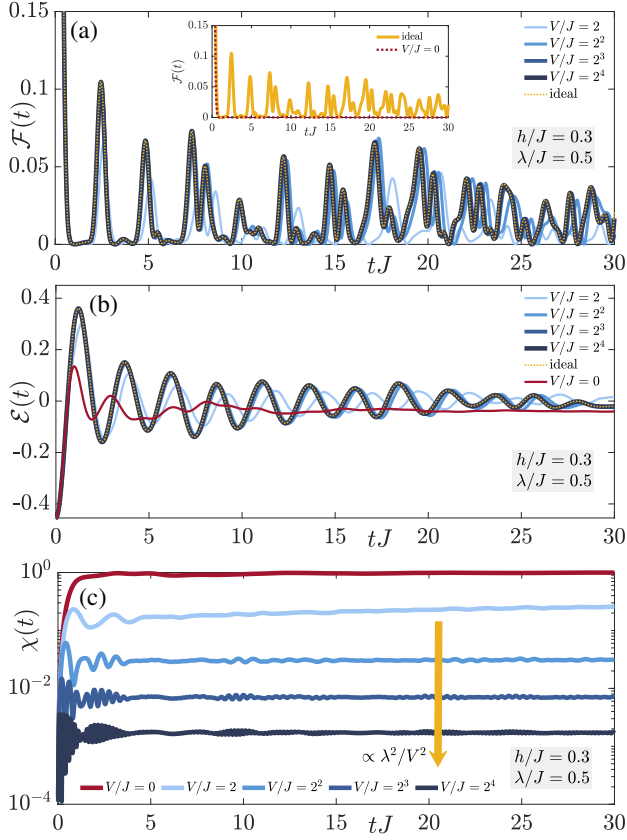 (a)
0.15
0.1
0.05
0
ℱ(t)
0.15
0.1
0.05
0
ℱ(t)
0 5 10 15 20 25 30
tJ
ideal
V/J = 0
V/J = 2
V/J = 2²
V/J = 2³
V/J = 2⁴
ideal
h/J = 0.3
λ/J = 0.5
0 5 10 15 20 25 30
tJ
(b)
0.4
0.2
0
-0.2
-0.4
ℰ(t)
V/J = 2
V/J = 2²
V/J = 2³
V/J = 2⁴
ideal
V/J = 0
h/J = 0.3
λ/J = 0.5
0 5 10 15 20 25 30
tJ
(c)
10⁰
10⁻²
10⁻⁴
χ(t)
∝ λ²/V²
h/J = 0.3
λ/J = 0.5
V/J = 0 V/J = 2 V/J = 2² V/J = 2³ V/J = 2⁴
0 5 10 15 20 25 30
tJ